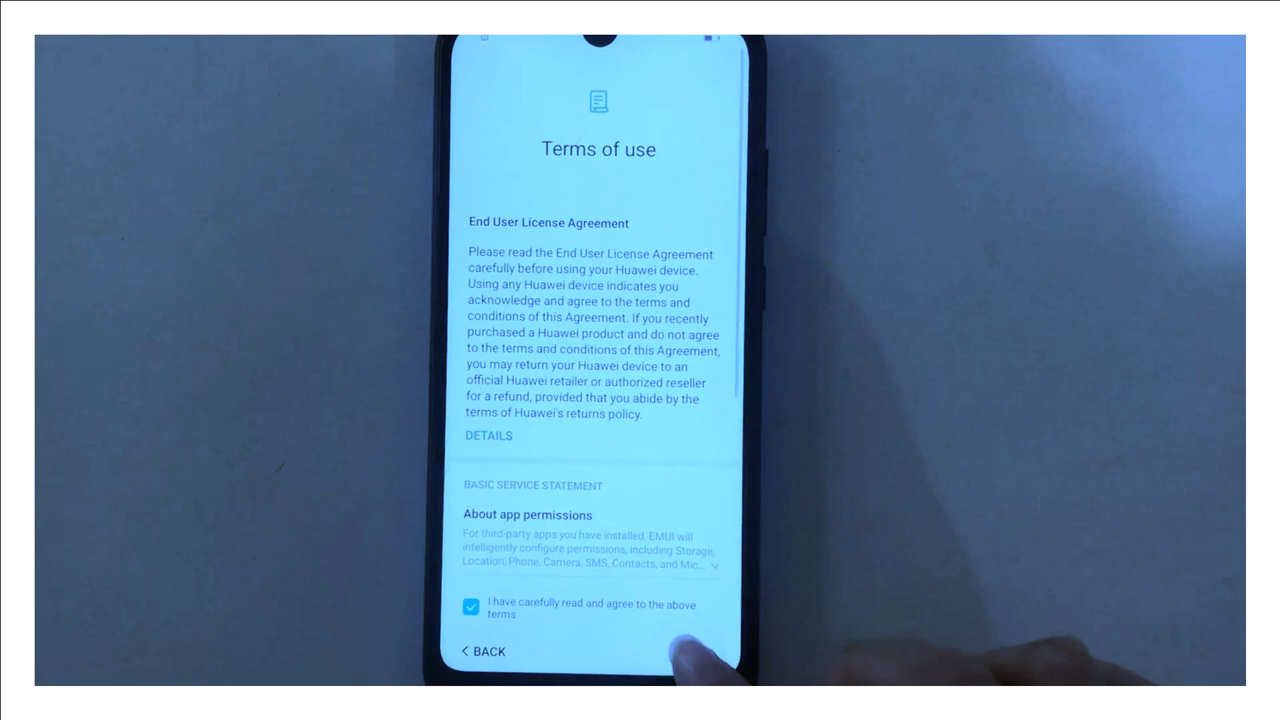 Terms of use
End User License Agreement
Please read the End User License Agreement
carefully before using your Huawei device.
Using any Huawei device indicates you
acknowledge and agree to the terms and
conditions of this Agreement. If you recently
purchased a Huawei product and do not agree
to the terms and conditions of this Agreement,
you may return your Huawei device to an
official Huawei retailer or authorized reseller
for a refund, provided that you abide by the
terms of Huawei's returns policy.
DETAILS
BASIC SERVICE STATEMENT
About app permissions
For third-party apps you have installed, EMUI will
intelligently configure permissions, including Storage,
Location, Phone, Camera, SMS, Contacts, and Mic...
I have carefully read and agree to the above
terms
BACK